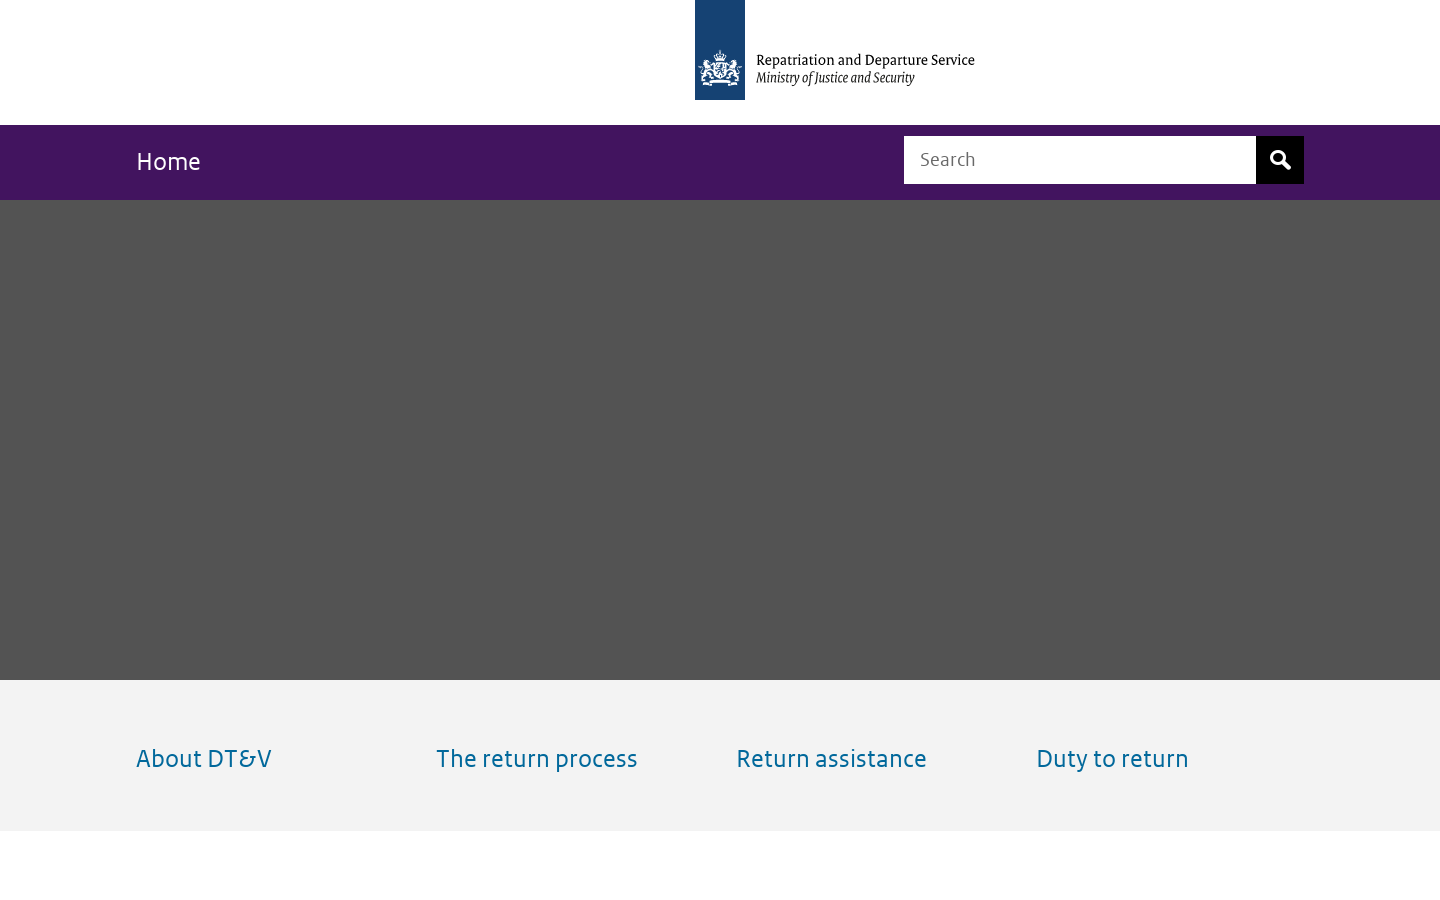 Repatriation and Departure Service
Ministry of Justice and Security
Home
Search
About DT&V
The return process
Return assistance
Duty to return